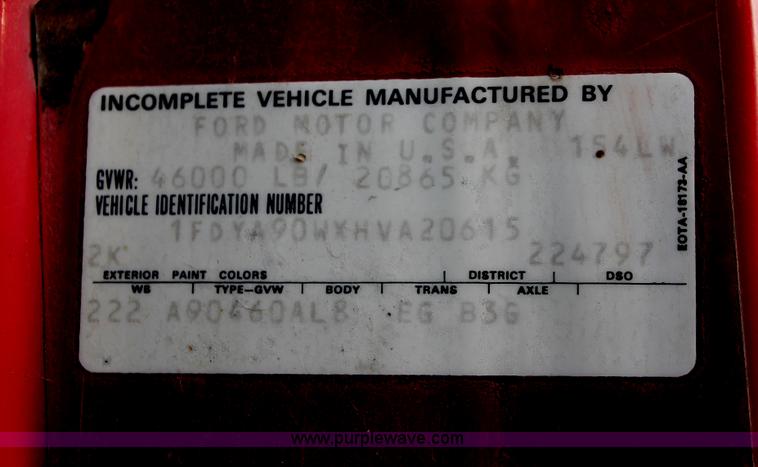 INCOMPLETE VEHICLE MANUFACTURED BY
FORD MOTOR COMPANY
MADE IN U.S.A. 154LW
GVWR: 46000 LB/ 20865 KG
VEHICLE IDENTIFICATION NUMBER
1FDYA90WXHVA20615
2K 224797
EXTERIOR PAINT COLORS DISTRICT DSO
WB TYPE-GVW BODY TRANS AXLE
222 A90460AL8 EG B3G
EOTA-18173-AA
www.purplewave.com